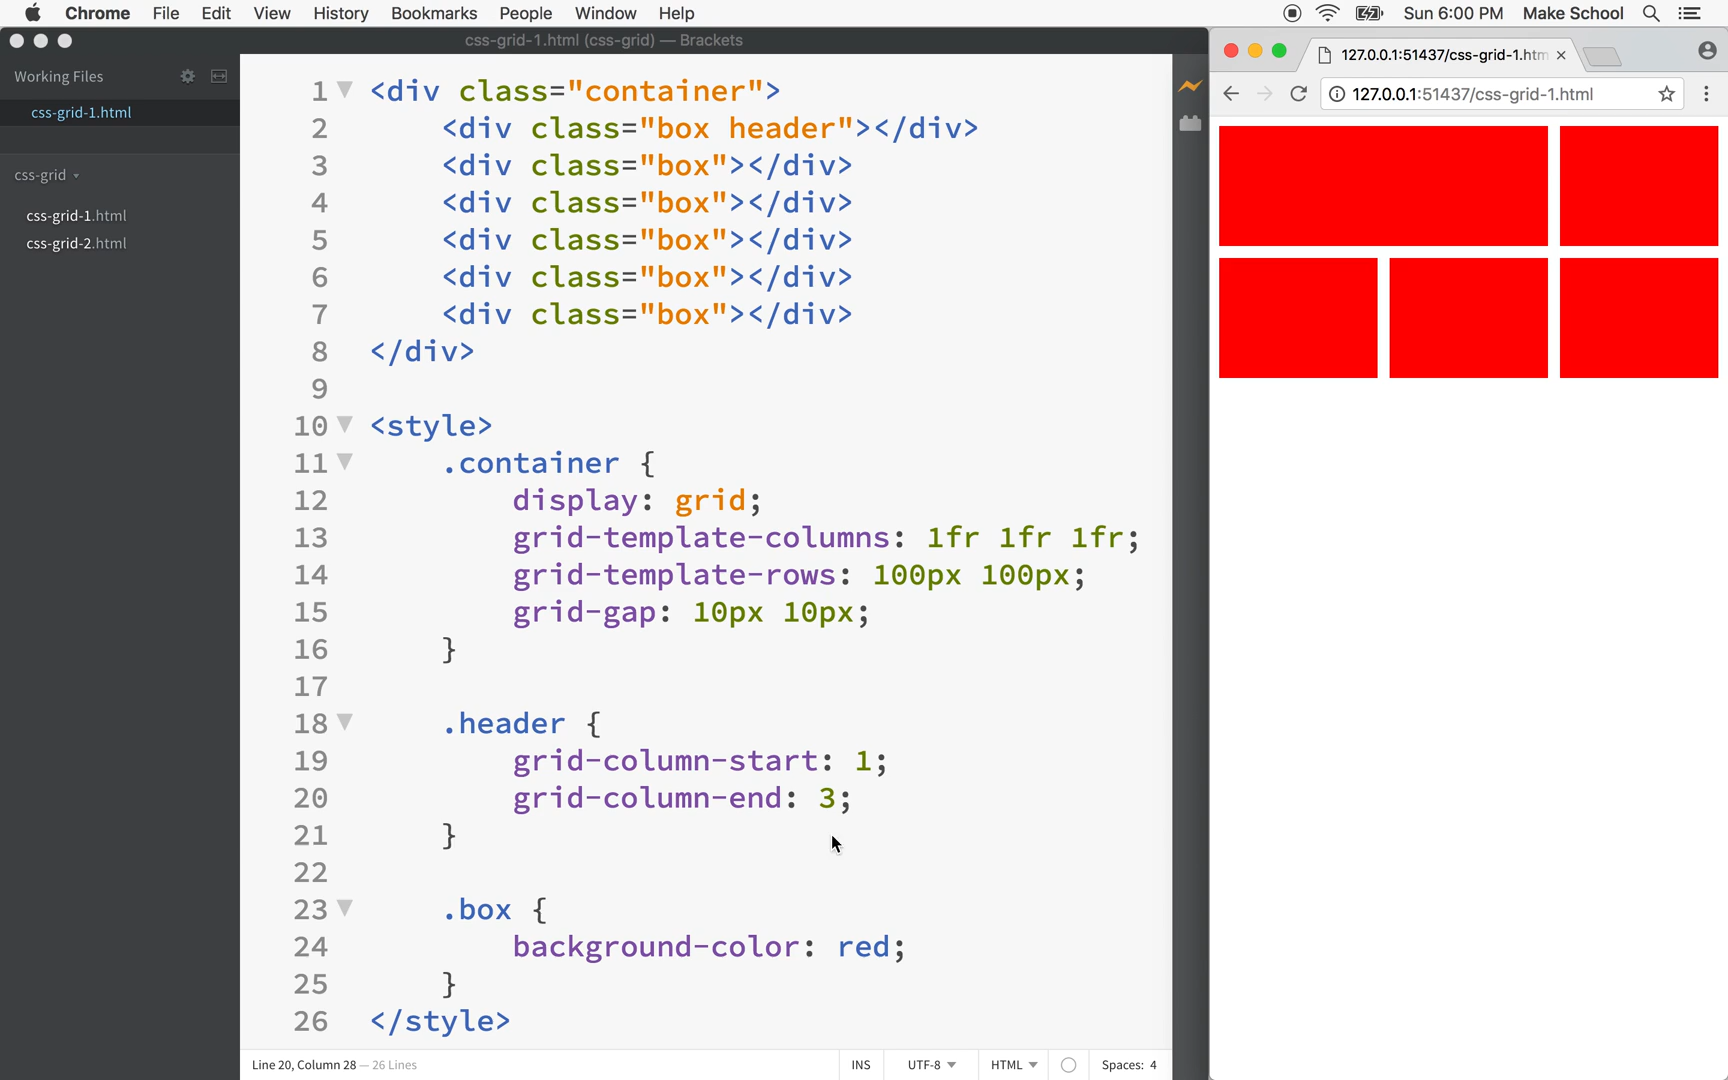 Chrome File Edit View History Bookmarks People Window Help Sun 6:00 PM Make School
css-grid-1.html (css-grid) — Brackets
Working Files
css-grid-1.html
css-grid
css-grid-1.html
css-grid-2.html
1 <div class="container">
2 <div class="box header"></div>
3 <div class="box"></div>
4 <div class="box"></div>
5 <div class="box"></div>
6 <div class="box"></div>
7 <div class="box"></div>
8 </div>
9
10 <style>
11 .container {
12 display: grid;
13 grid-template-columns: 1fr 1fr 1fr;
14 grid-template-rows: 100px 100px;
15 grid-gap: 10px 10px;
16 }
17
18 .header {
19 grid-column-start: 1;
20 grid-column-end: 3;
21 }
22
23 .box {
24 background-color: red;
25 }
26 </style>
Line 20, Column 28 — 26 Lines
INS UTF-8 HTML Spaces: 4
127.0.0.1:51437/css-grid-1.htm
127.0.0.1:51437/css-grid-1.html